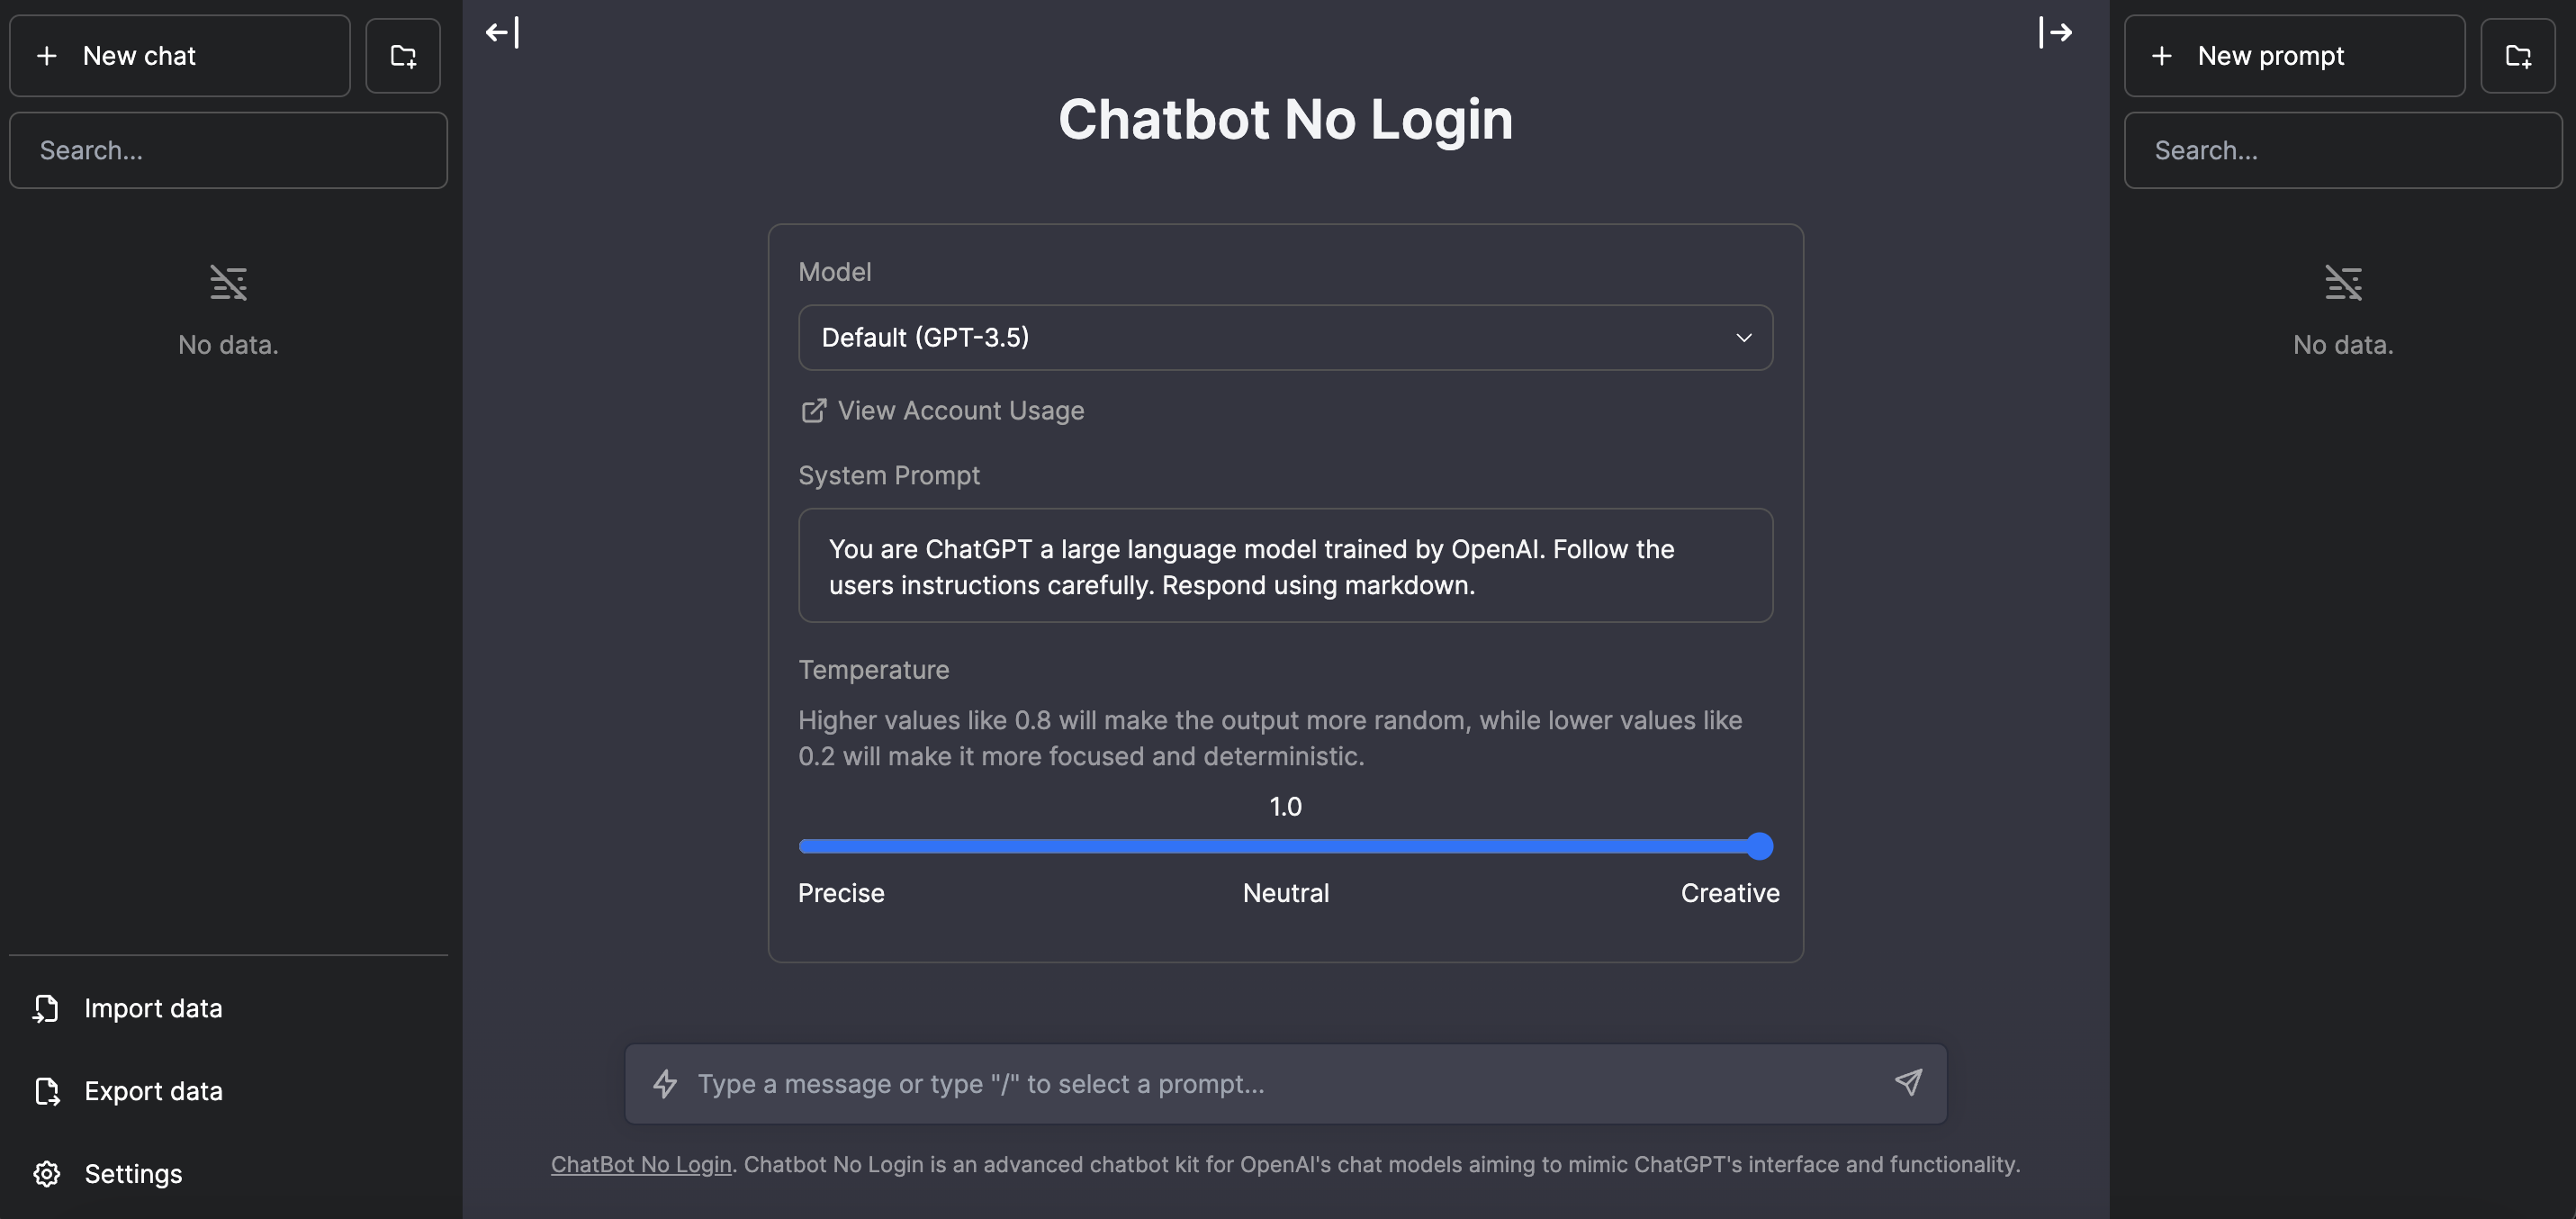 New chat
Search...
No data.
Import data
Export data
Settings
Chatbot No Login
Model
Default (GPT-3.5)
View Account Usage
System Prompt
You are ChatGPT a large language model trained by OpenAI. Follow the
users instructions carefully. Respond using markdown.
Temperature
Higher values like 0.8 will make the output more random, while lower values like
0.2 will make it more focused and deterministic.
1.0
Precise Neutral Creative
Type a message or type "/" to select a prompt...
ChatBot No Login. Chatbot No Login is an advanced chatbot kit for OpenAI's chat models aiming to mimic ChatGPT's interface and functionality.
New prompt
Search...
No data.